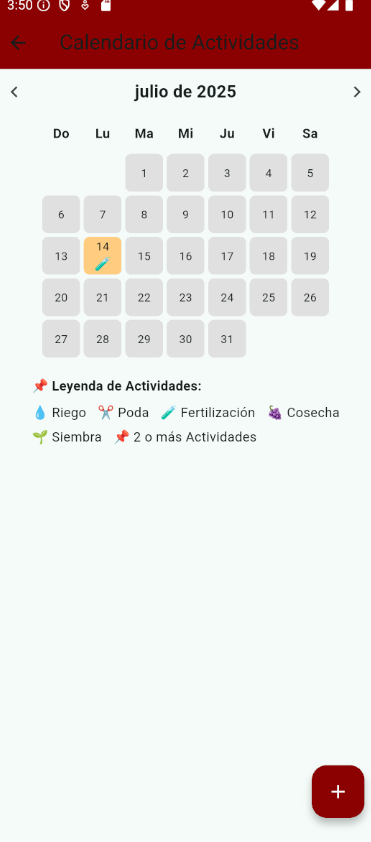 3:50
Calendario de Actividades
julio de 2025
Do Lu Ma Mi Ju Vi Sa
1 2 3 4 5
6 7 8 9 10 11 12
13 14 15 16 17 18 19
20 21 22 23 24 25 26
27 28 29 30 31
Leyenda de Actividades:
Riego Poda Fertilización Cosecha
Siembra 2 o más Actividades